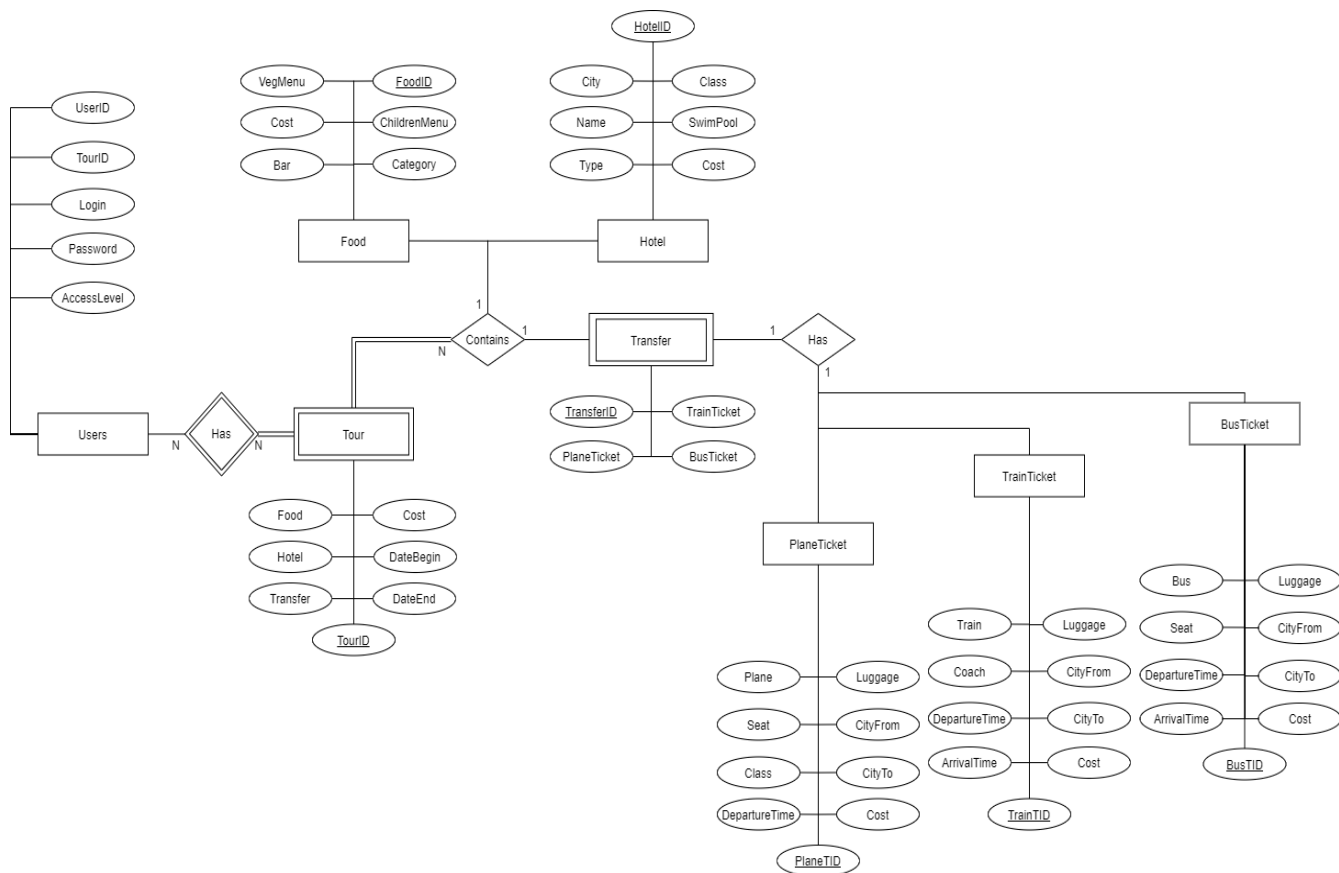 HotelID
VegMenu
FoodID
City
Class
UserID
Cost
ChildrenMenu
Name
SwimPool
TourID
Bar
Category
Type
Cost
Login
Food
Hotel
Password
AccessLevel
1
Contains
1
Transfer
1
Has
N
1
TransferID
TrainTicket
BusTicket
Users
N
Has
N
Tour
PlaneTicket
BusTicket
TrainTicket
Food
Cost
PlaneTicket
Hotel
DateBegin
Bus
Luggage
Transfer
DateEnd
Train
Luggage
Seat
CityFrom
TourID
Plane
Luggage
Coach
CityFrom
DepartureTime
CityTo
Seat
CityFrom
DepartureTime
CityTo
ArrivalTime
Cost
Class
CityTo
ArrivalTime
Cost
BusTID
DepartureTime
Cost
TrainTID
PlaneTID